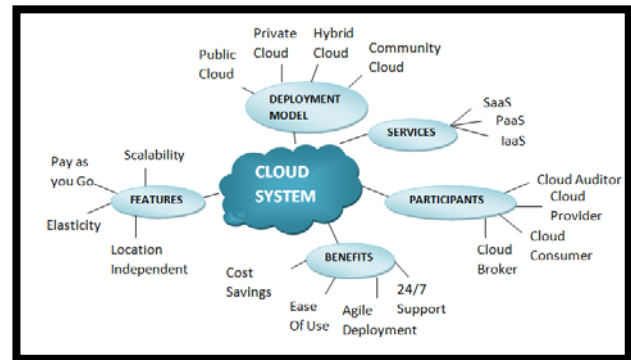 Public
Cloud
Private
Cloud
Hybrid
Cloud
Community
Cloud
DEPLOYMENT
MODEL
SERVICES
SaaS
PaaS
IaaS
CLOUD
SYSTEM
Pay as
you Go
Scalability
Elasticity
FEATURES
Location
Independent
PARTICIPANTS
Cloud Auditor
Cloud
Provider
Cloud
Consumer
Cloud
Broker
BENEFITS
Cost
Savings
Ease
Of Use
Agile
Deployment
24/7
Support